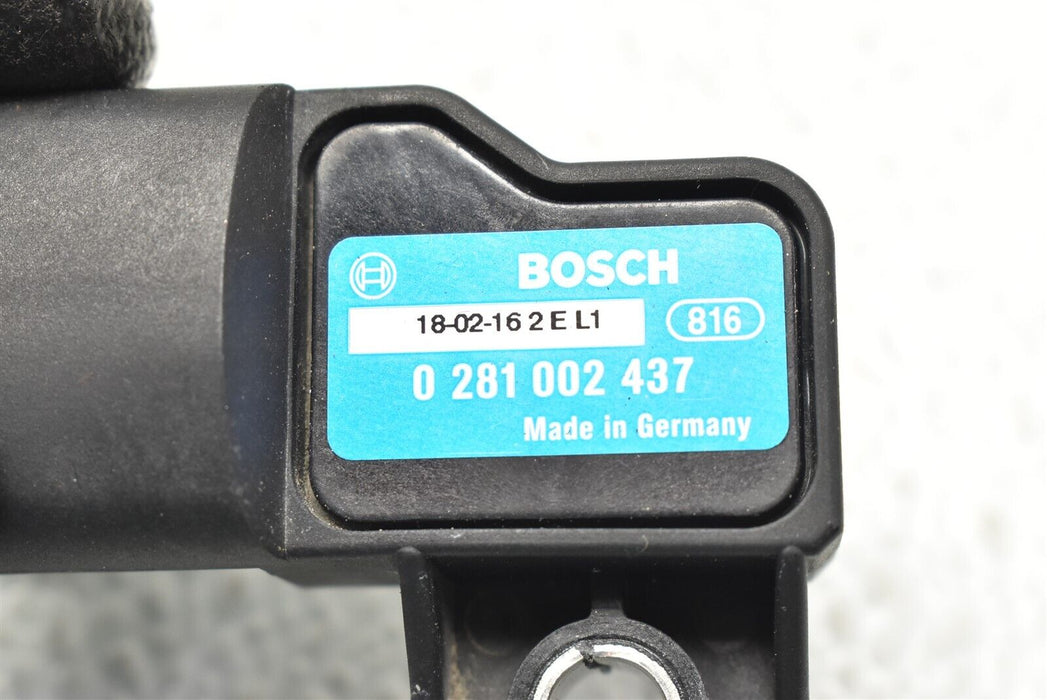 BOSCH
18-02-16 2 E L1 816
0 281 002 437
Made in Germany